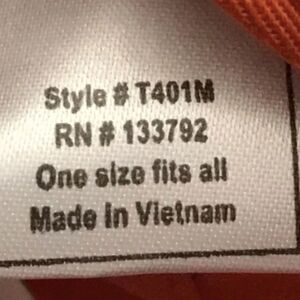 Style # T401M
RN # 133792
One size fits all
Made in Vietnam